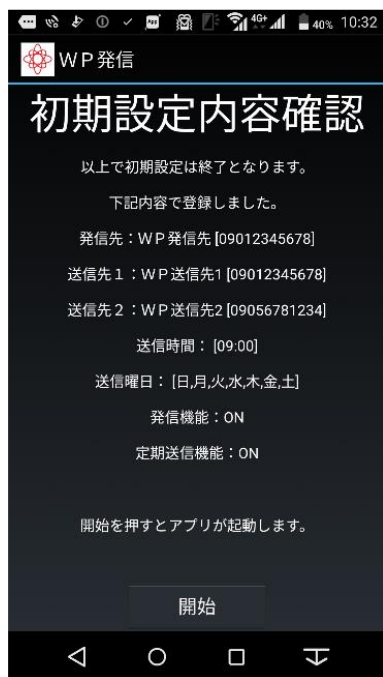 4G+ 40% 10:32
ＷＰ発信
初期設定内容確認
以上で初期設定は終了となります。
下記内容で登録しました。
発信先：ＷＰ発信先 [09012345678]
送信先１：ＷＰ送信先1 [09012345678]
送信先２：ＷＰ送信先2 [09056781234]
送信時間： [09:00]
送信曜日： [日,月,火,水,木,金,土]
発信機能：ON
定期送信機能：ON
開始を押すとアプリが起動します。
開始